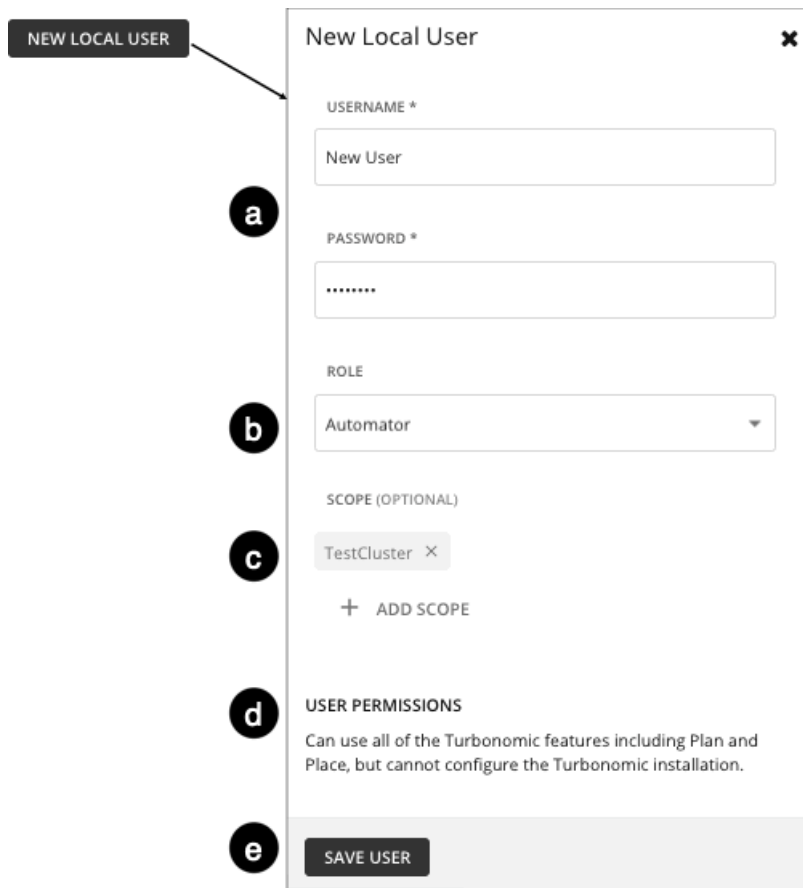 NEW LOCAL USER
New Local User
USERNAME *
New User
a
PASSWORD *
••••••••
ROLE
b
Automator
SCOPE (OPTIONAL)
c
TestCluster ×
+ ADD SCOPE
d
USER PERMISSIONS
Can use all of the Turbonomic features including Plan and
Place, but cannot configure the Turbonomic installation.
e
SAVE USER